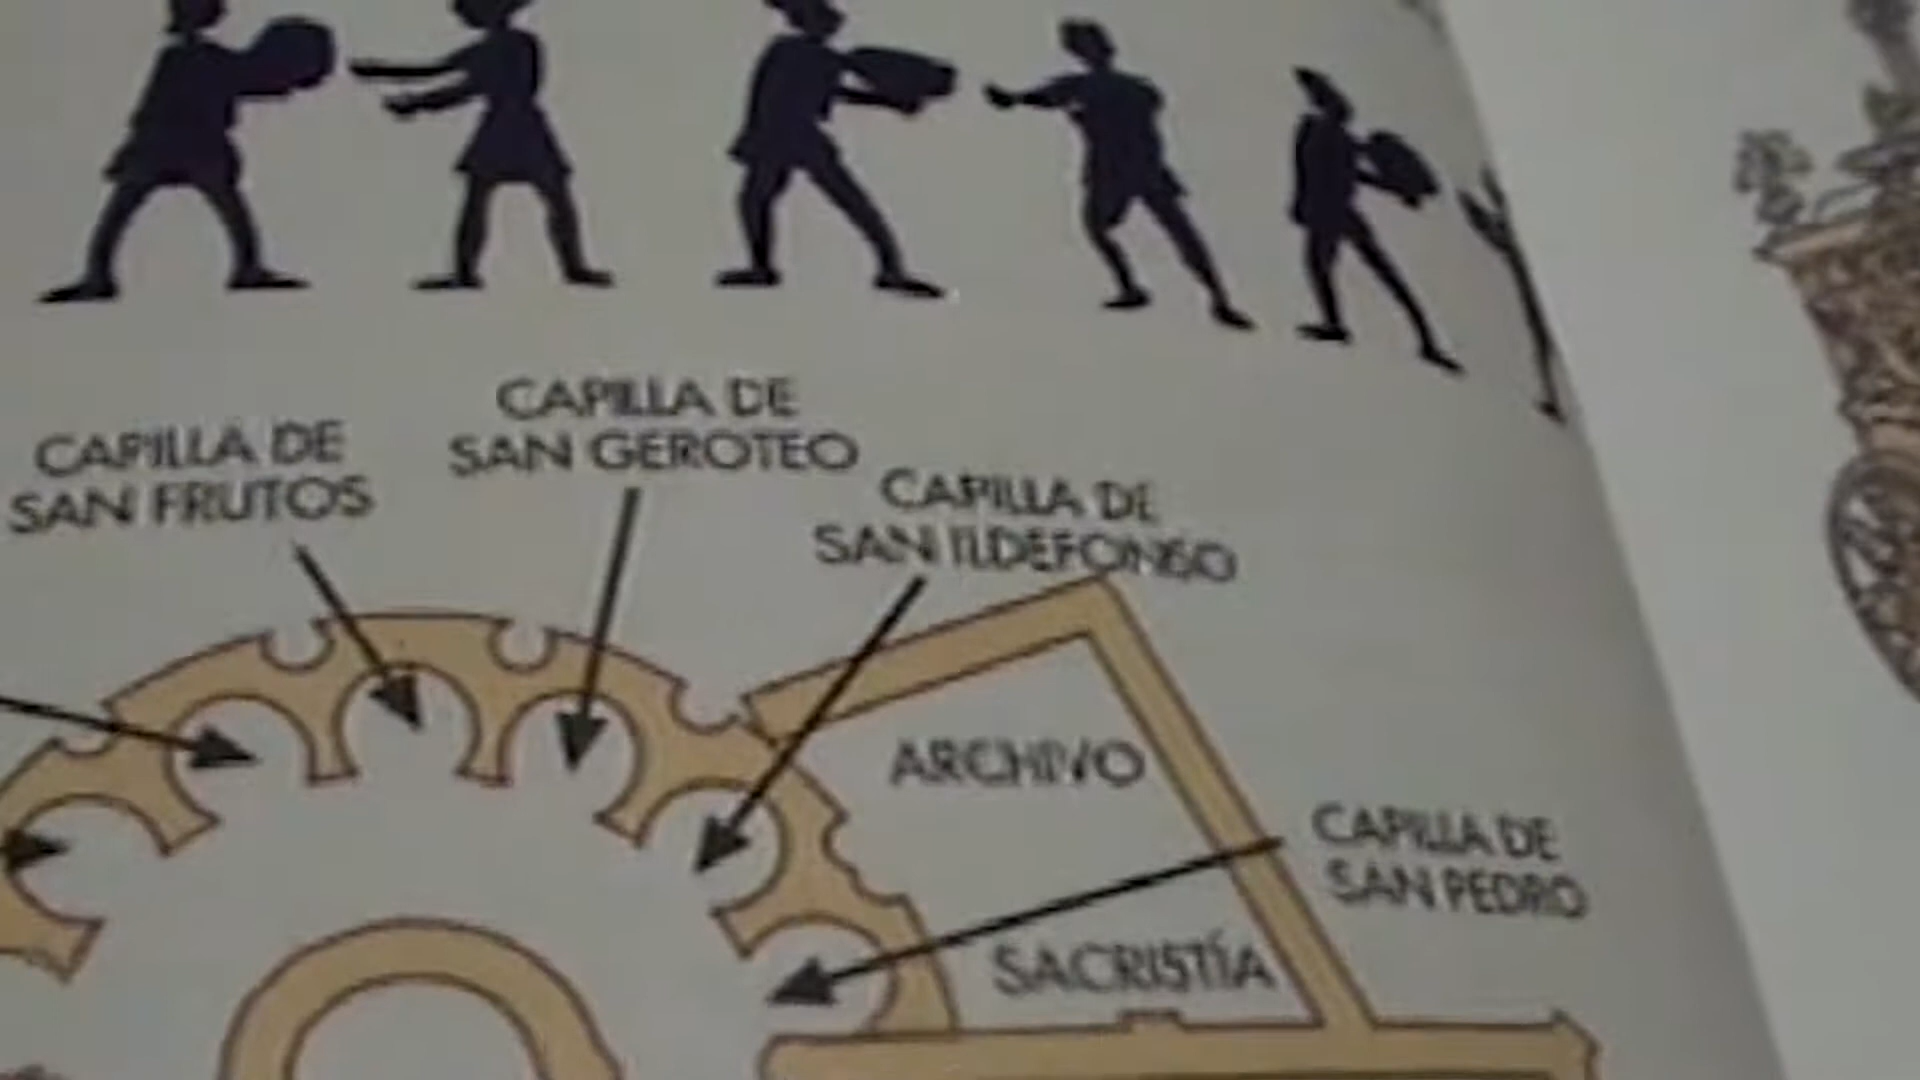 CAPILLA DE
SAN FRUTOS
CAPILLA DE
SAN GEROTEO
CAPILLA DE
SAN ILDEFONSO
ARCHIVO
CAPILLA DE
SAN PEDRO
SACRISTÍA